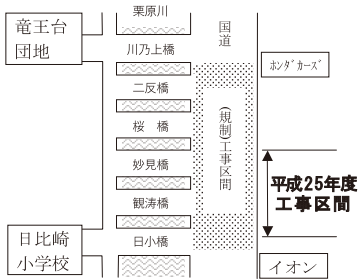 竜王台
団地
栗原川
川乃上橋
二反橋
桜　橋
妙見橋
観涛橋
日小橋
国道
(規制)工事区間
ﾎﾝﾀﾞｶｰｽﾞ
平成25年度
工事区間
日比崎
小学校
イオン